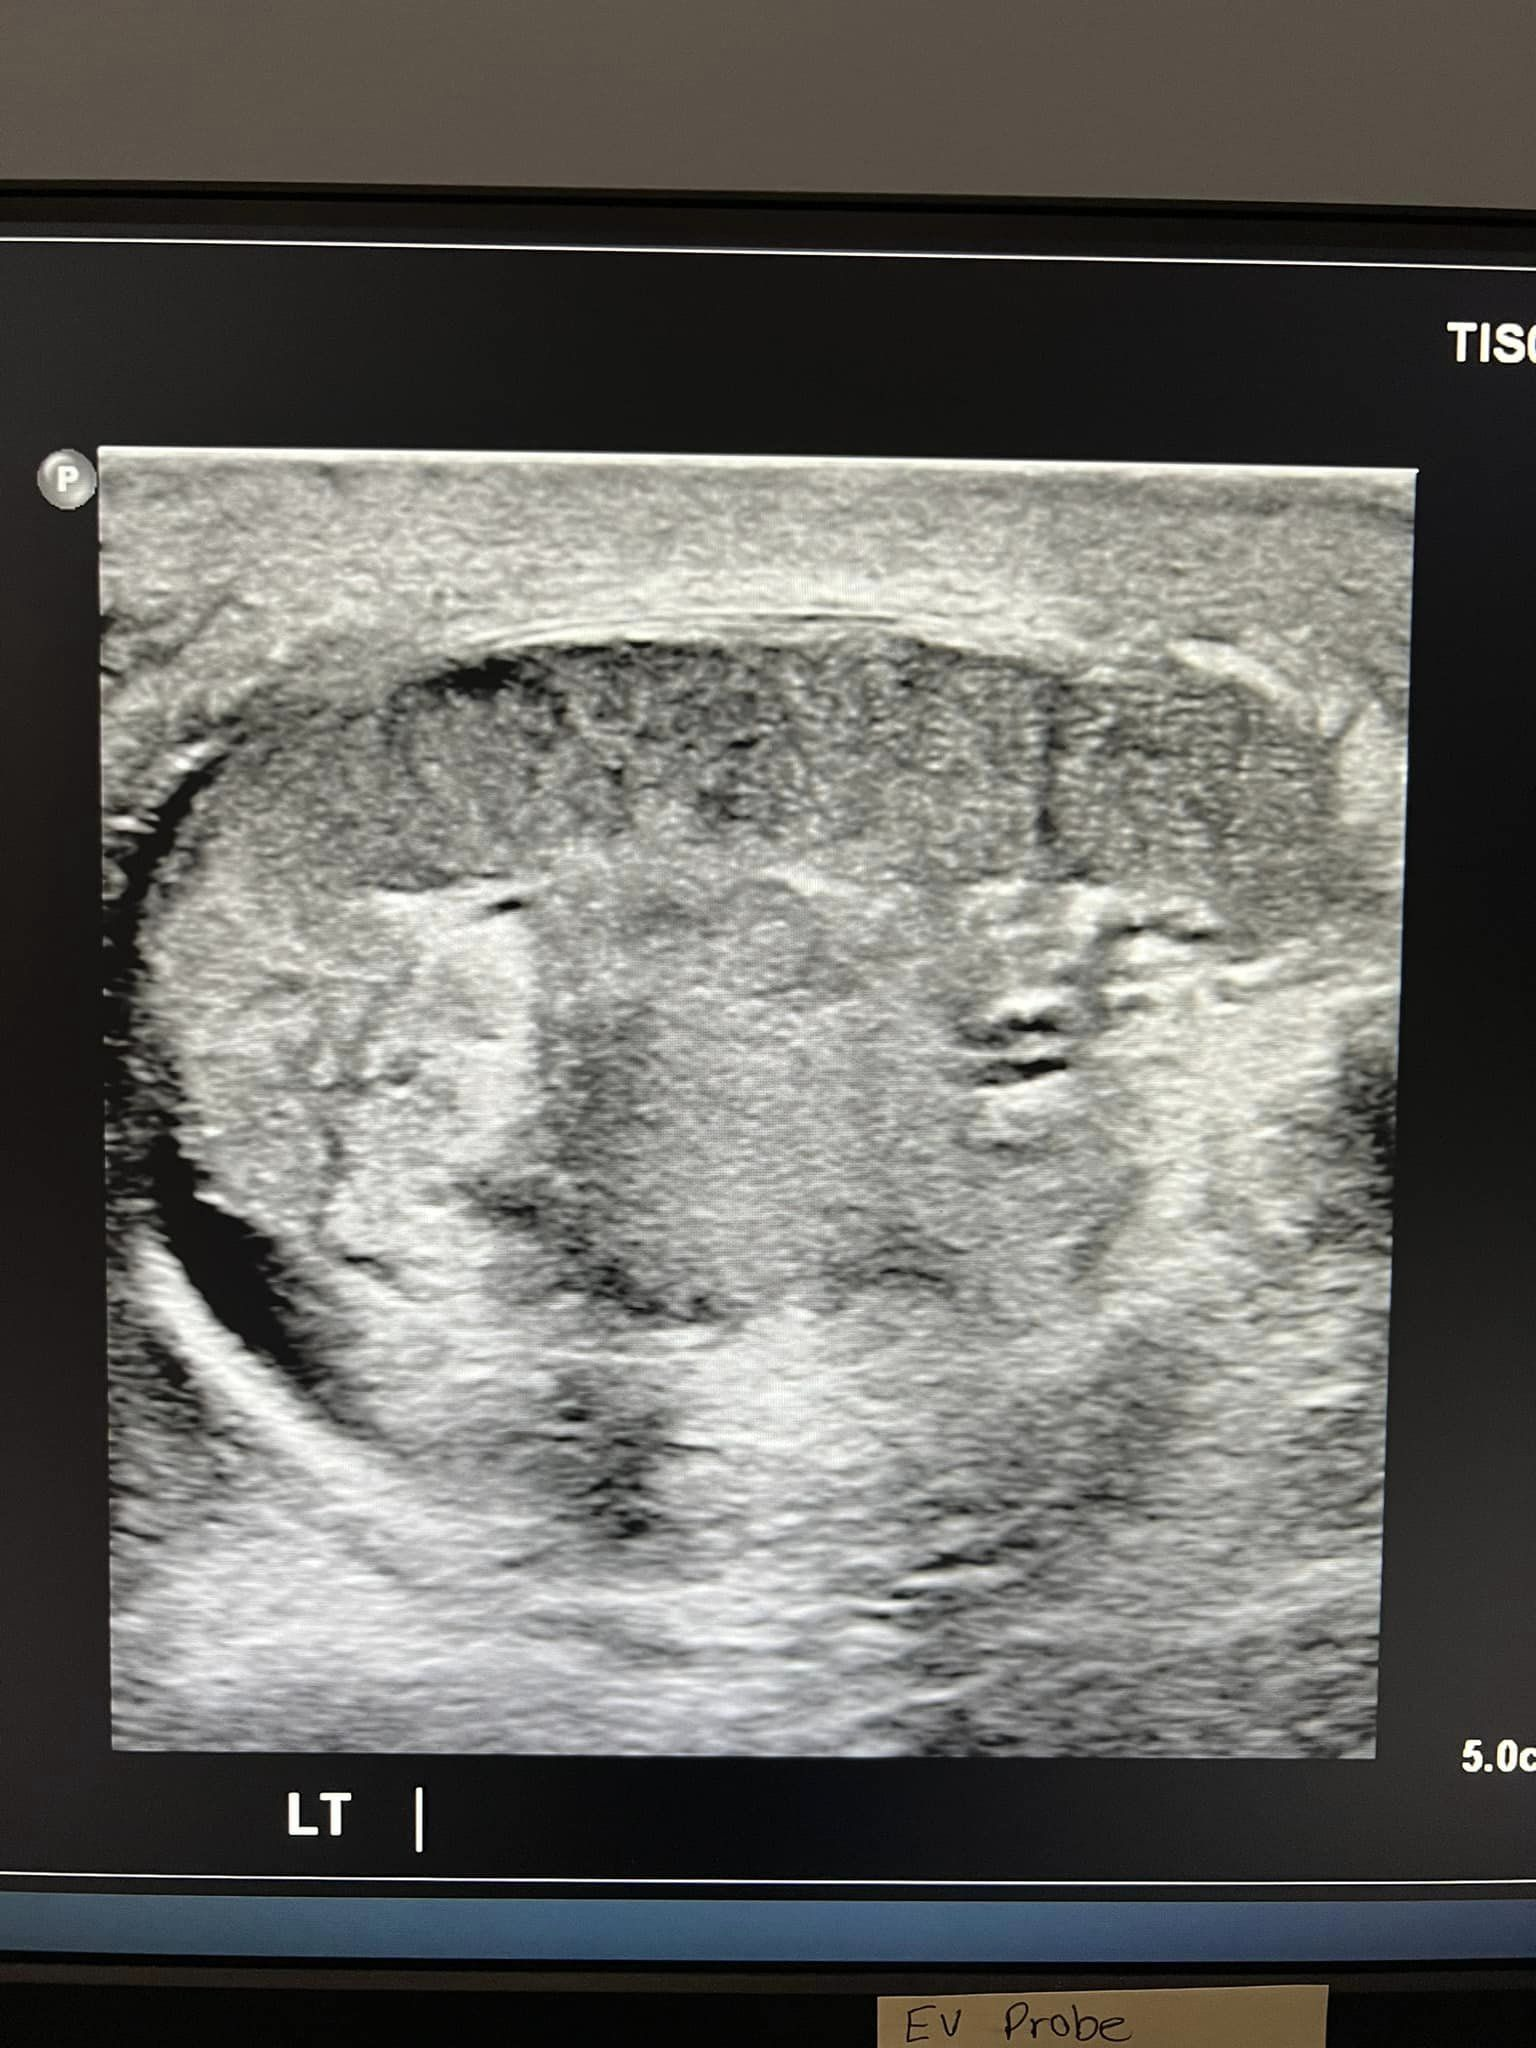 TIS
P
5.0c
LT |
EV Probe